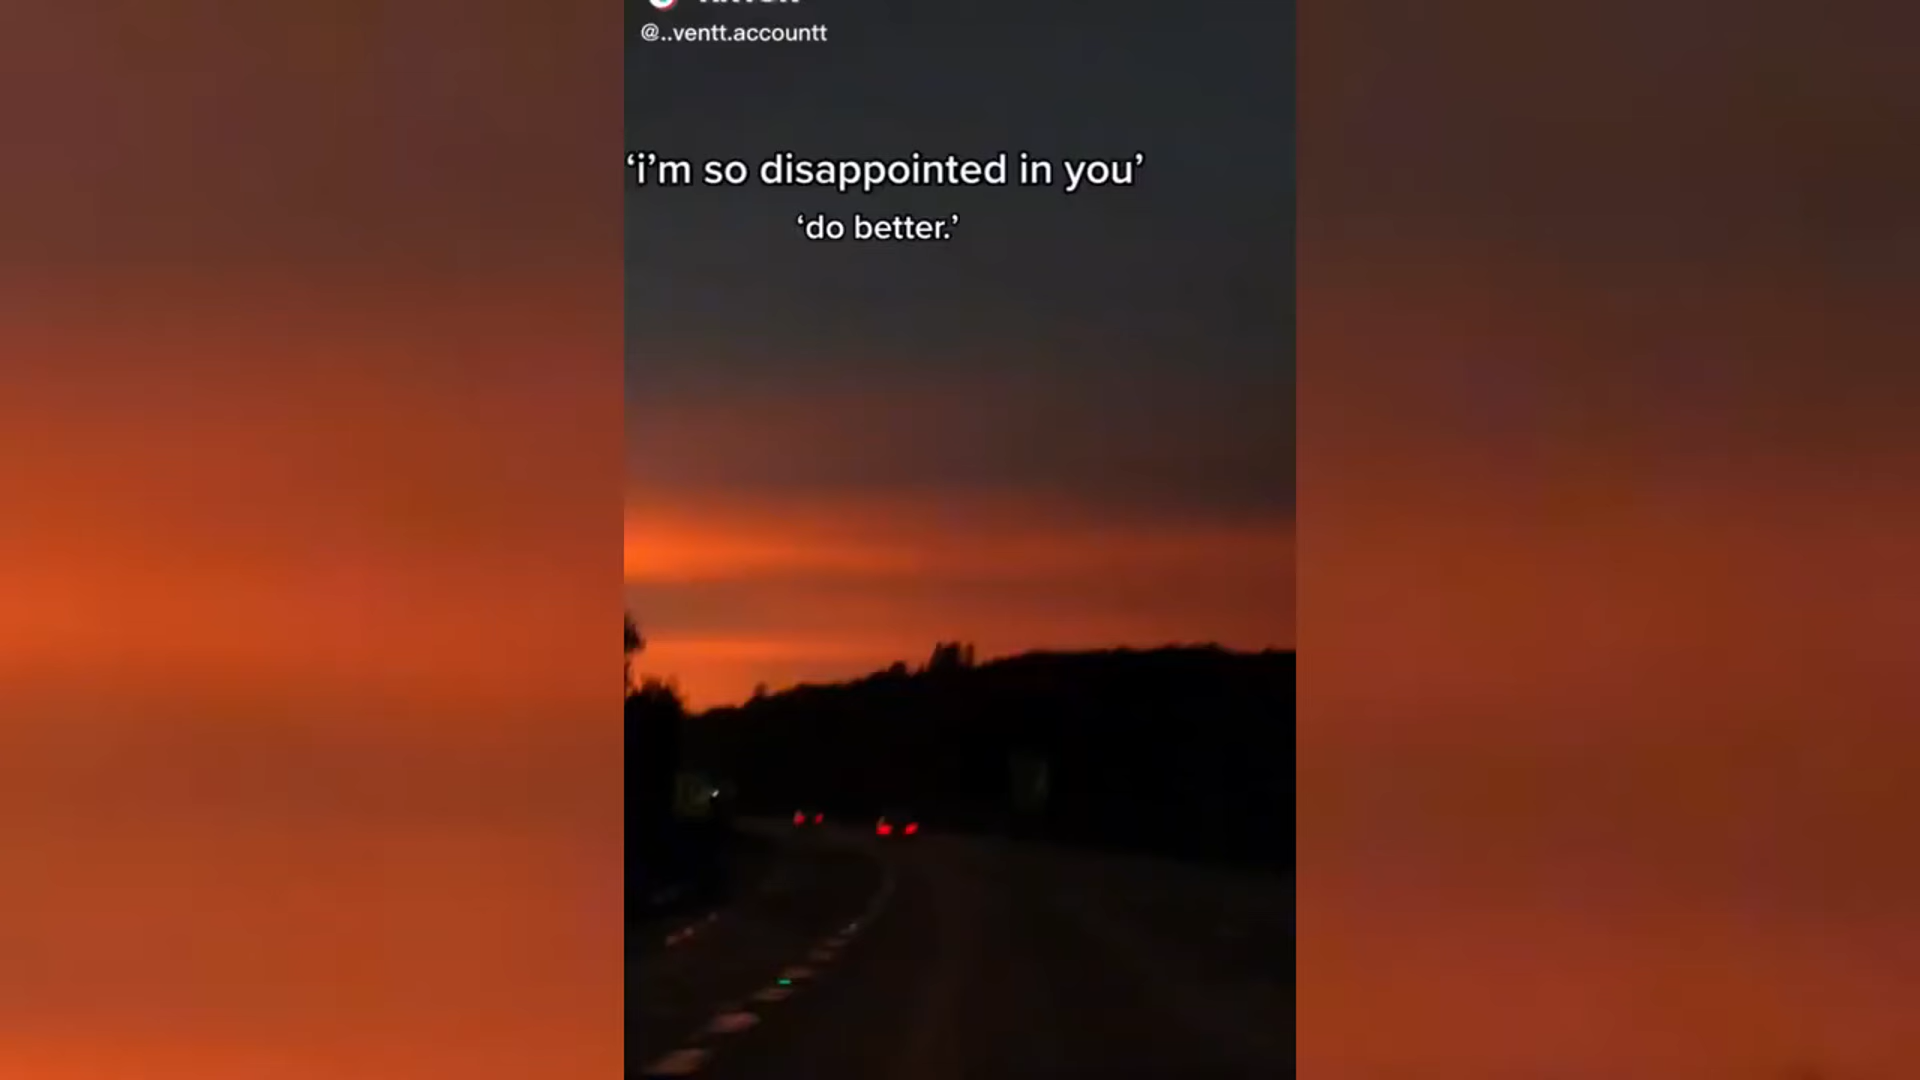 @..ventt.accountt
‘i’m so disappointed in you’
‘do better.’